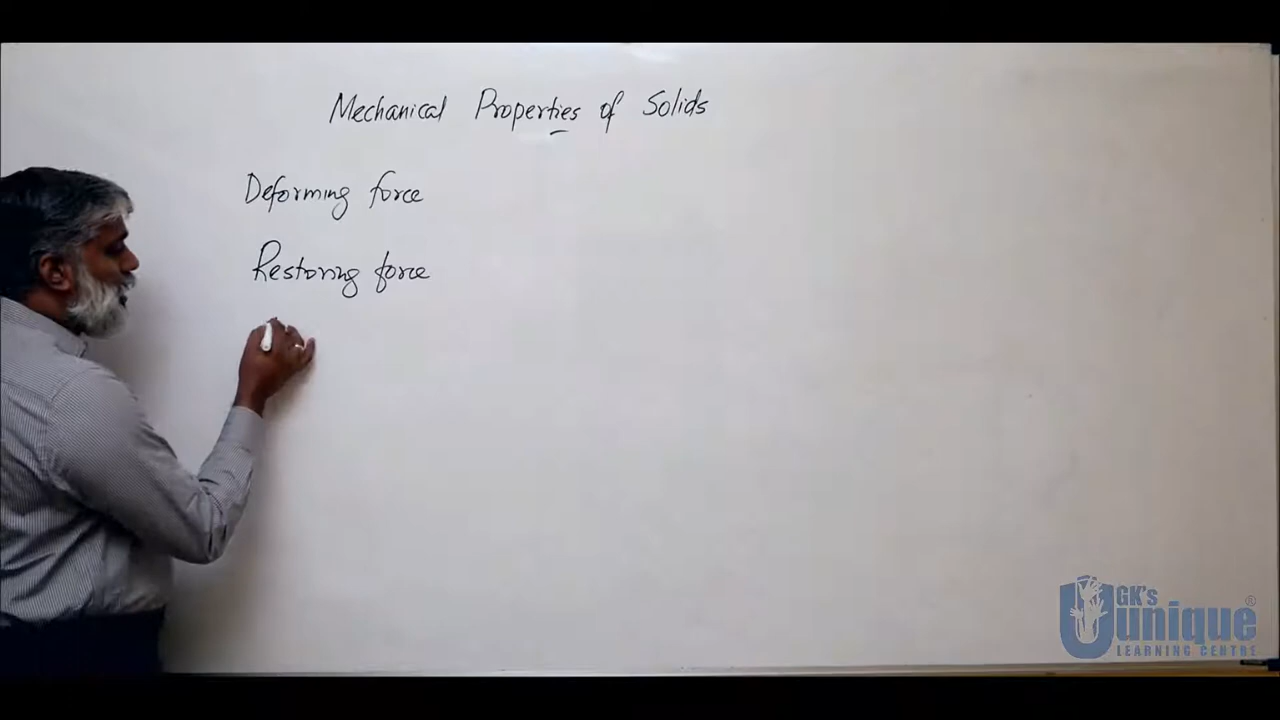 Mechanical Properties of Solids
Deforming force
Restoring force
GK's
unique ®
LEARNING CENTRE